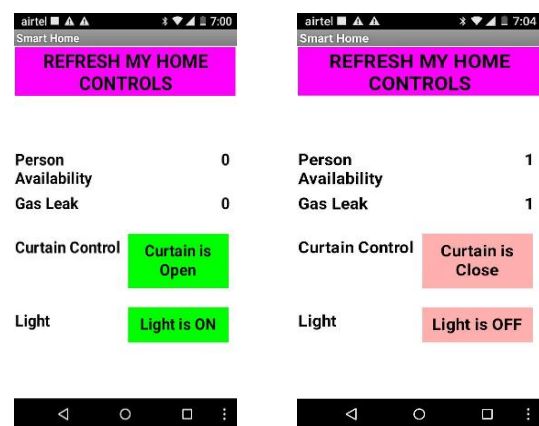 airtel 7:00
Smart Home
REFRESH MY HOME
CONTROLS
Person 0
Availability
Gas Leak 0
Curtain Control Curtain is
Open
Light Light is ON
airtel 7:04
Smart Home
REFRESH MY HOME
CONTROLS
Person 1
Availability
Gas Leak 1
Curtain Control Curtain is
Close
Light Light is OFF